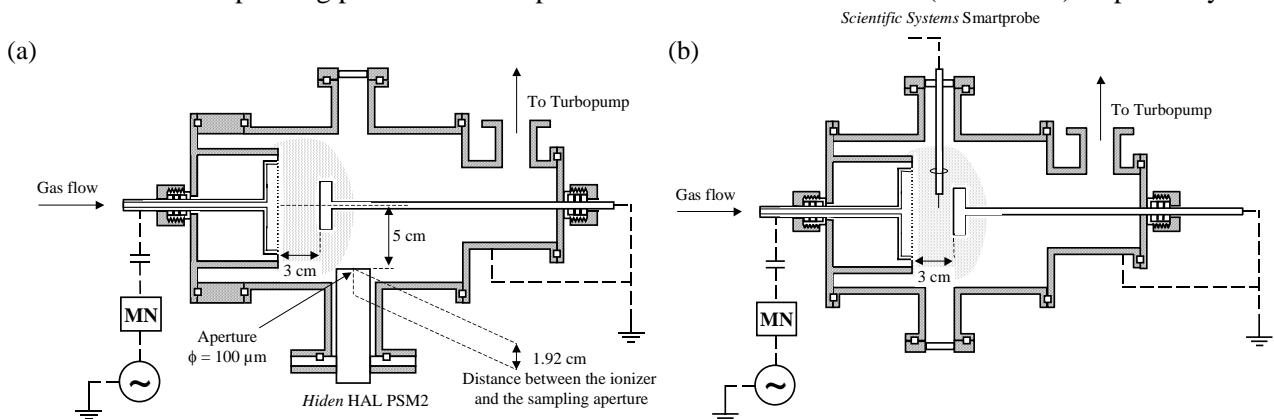 Scientific Systems Smartprobe
(a)
To Turbopump
Gas flow
5 cm
3 cm
MN
Aperture
ϕ = 100 µm
1.92 cm
Distance between the ionizer
and the sampling aperture
~
Hiden HAL PSM2
(b)
To Turbopump
Gas flow
3 cm
MN
~